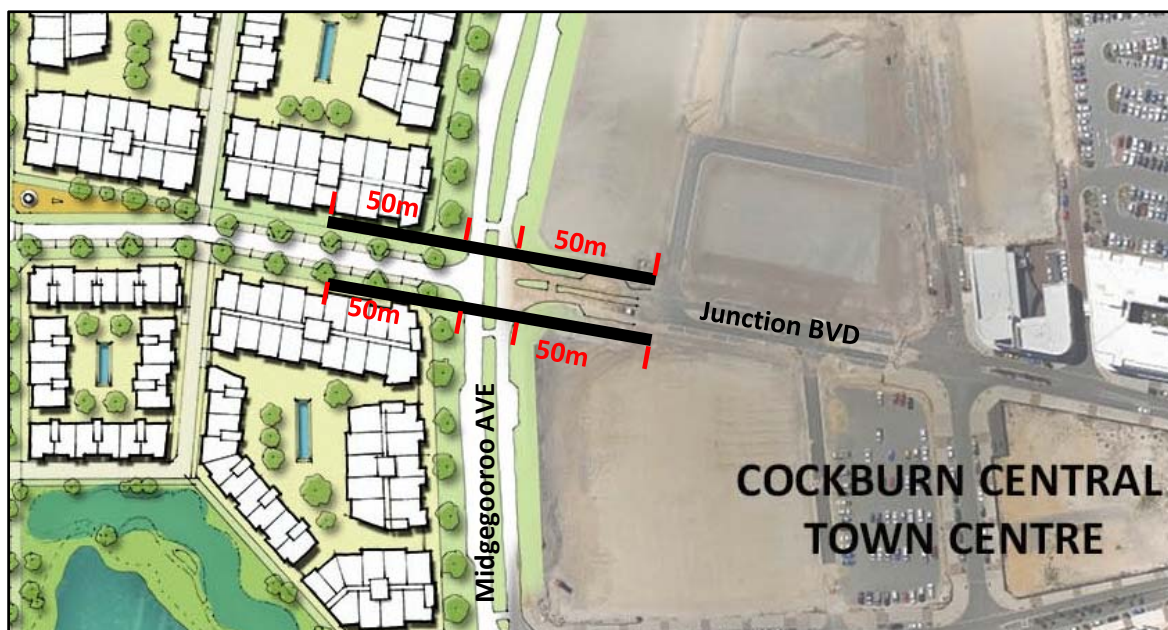 50m
50m
50m
50m
Junction BVD
Midgegooroo AVE
COCKBURN CENTRAL
TOWN CENTRE